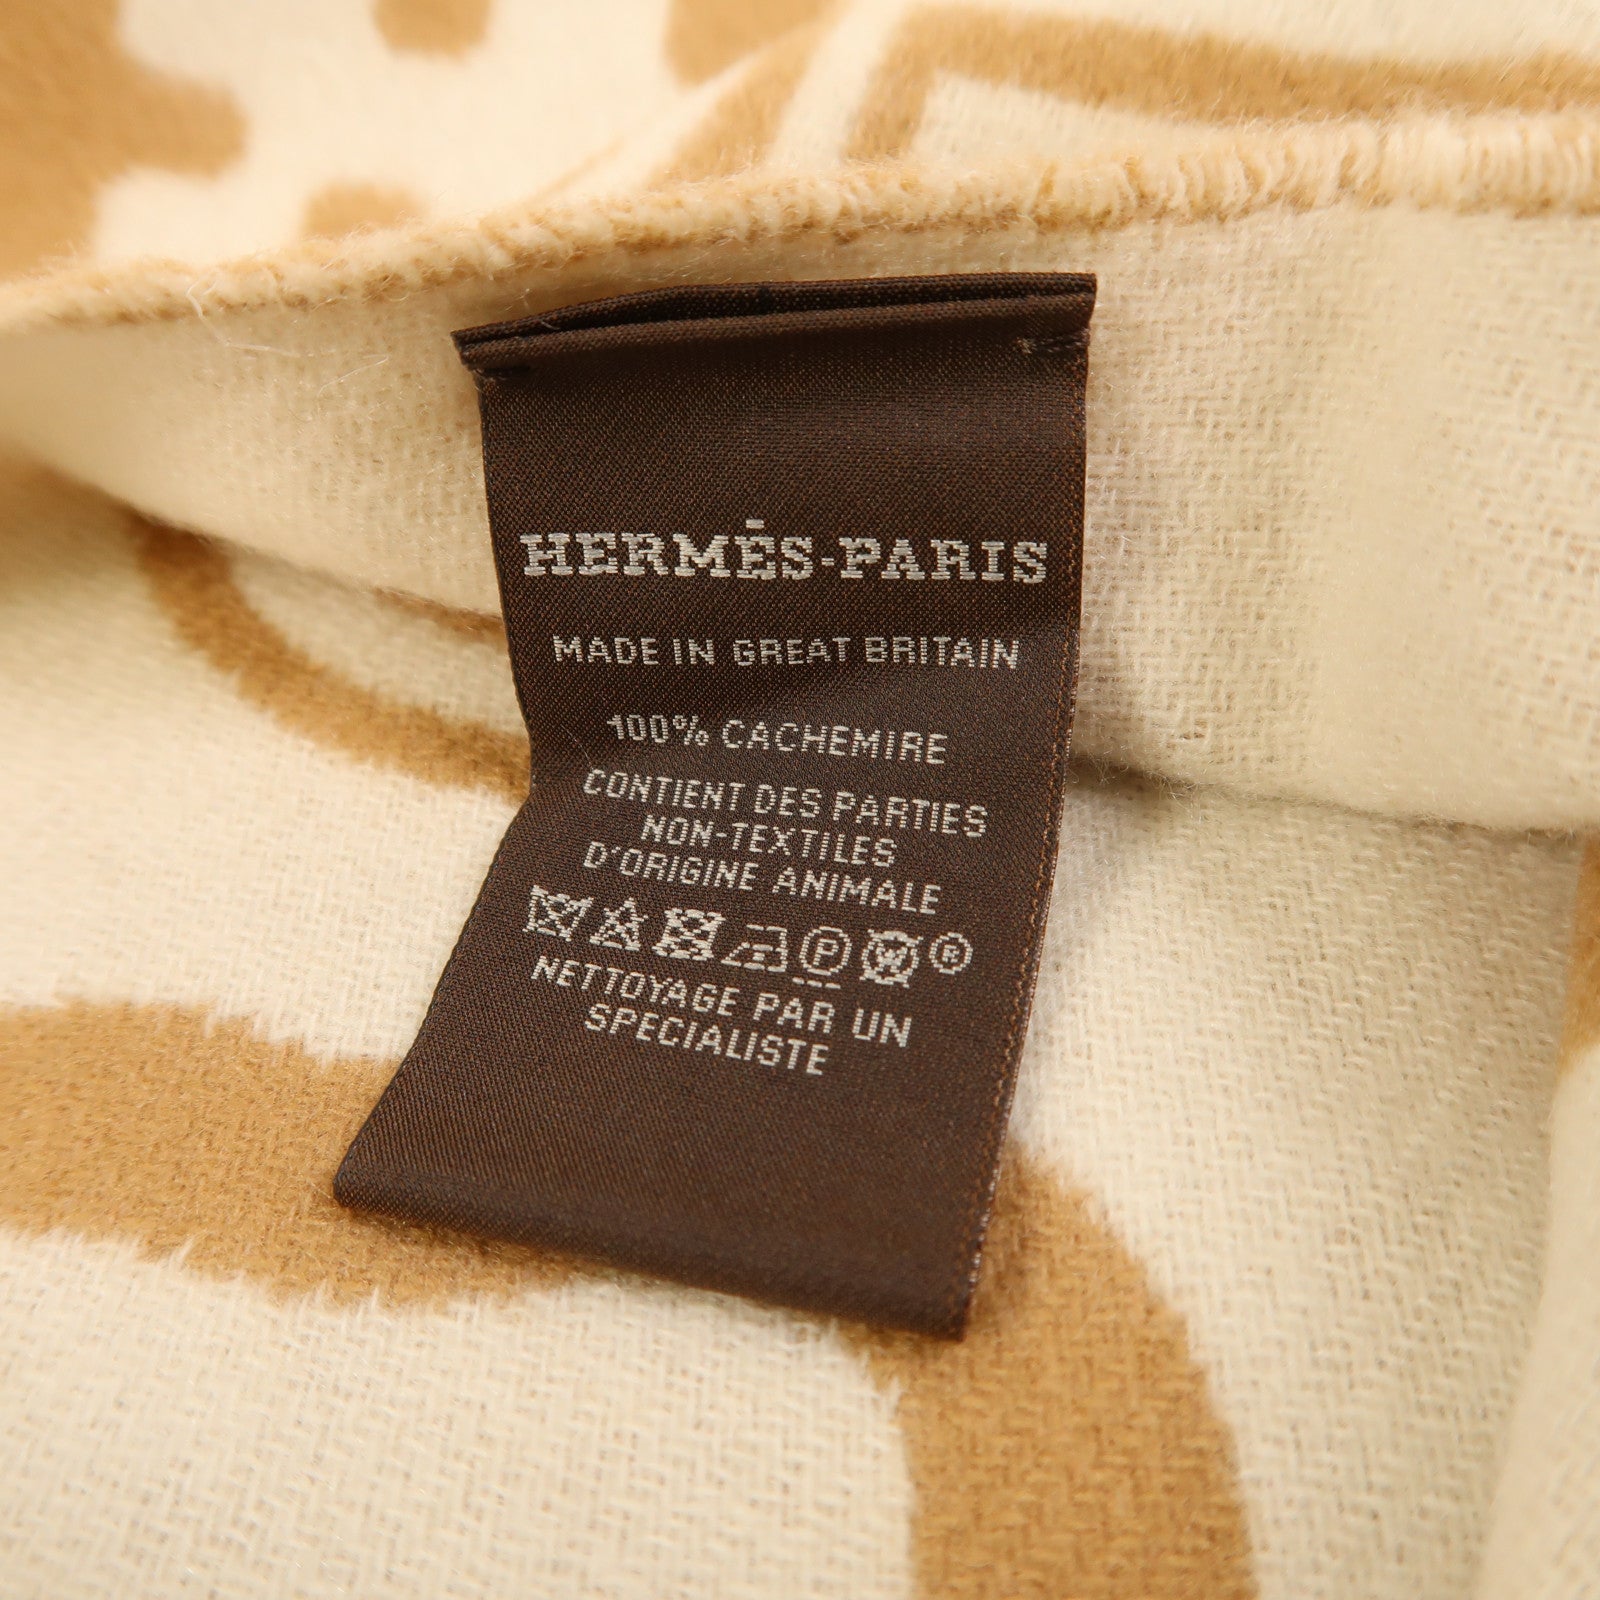 HERMÈS-PARIS
MADE IN GREAT BRITAIN
100% CACHEMIRE
CONTIENT DES PARTIES
NON-TEXTILES
D'ORIGINE ANIMALE
P W ®
NETTOYAGE PAR UN
SPECIALISTE